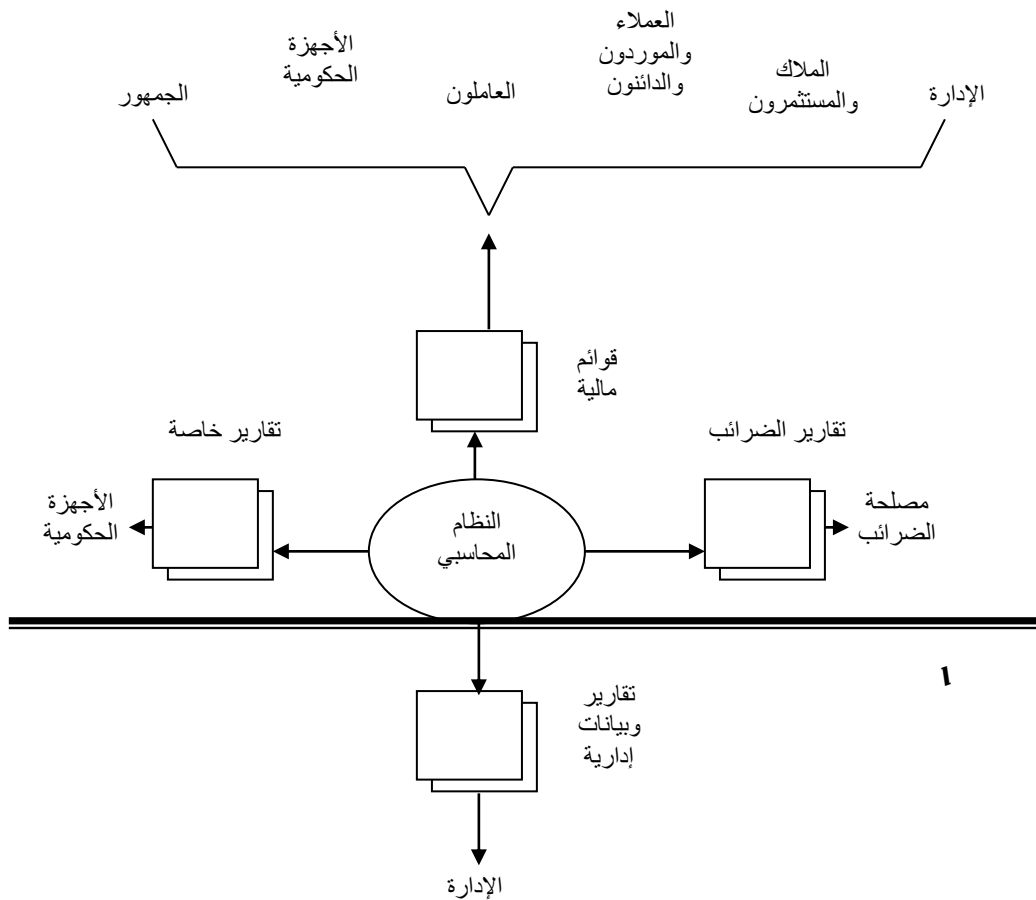 الإدارة
الملاك
والمستثمرون
العملاء
والموردون
والدائنون
العاملون
الأجهزة
الحكومية
الجمهور
قوائم
مالية
تقارير الضرائب
تقارير خاصة
مصلحة
الضرائب
النظام
المحاسبي
الأجهزة
الحكومية
١
تقارير
وبيانات
إدارية
الإدارة